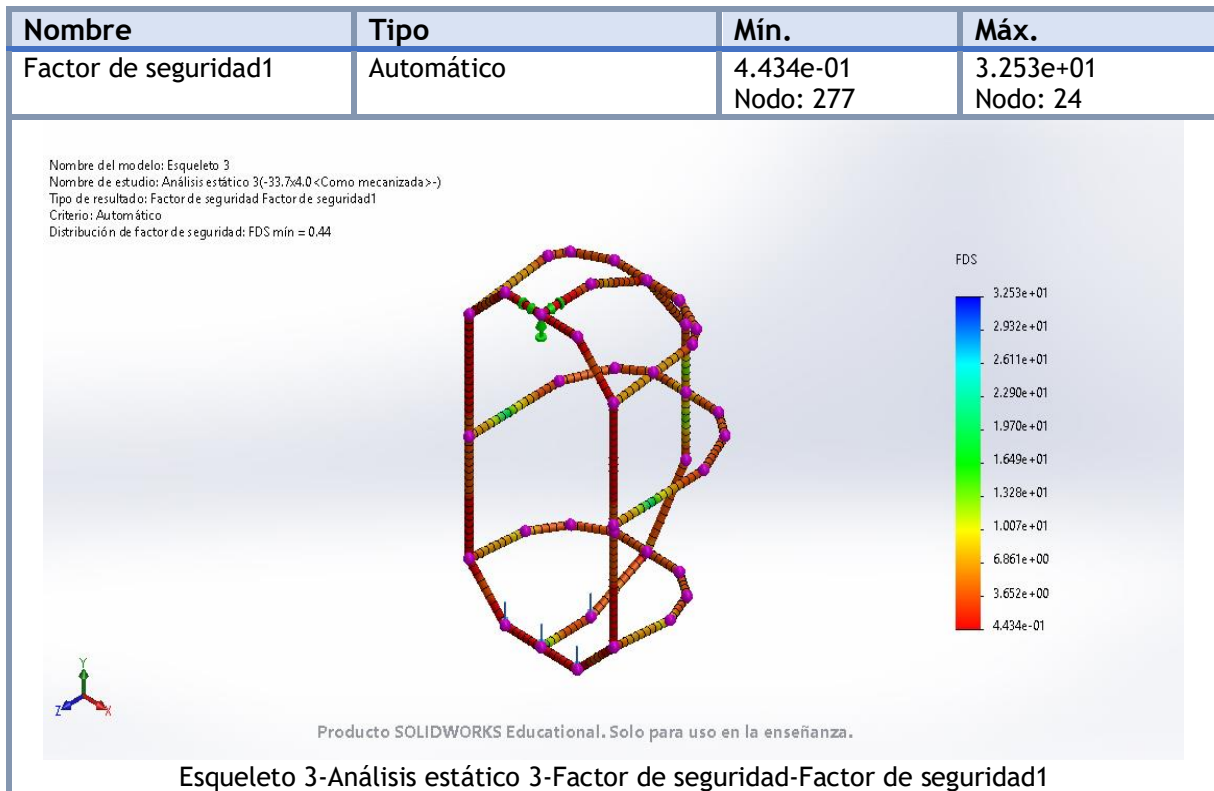 Nombre Tipo Mín. Máx.
Factor de seguridad1 Automático 4.434e-01 3.253e+01
Nodo: 277 Nodo: 24
Nombre del modelo: Esqueleto 3
Nombre de estudio: Análisis estático 3(-33.7x4.0<Como mecanizada>-)
Tipo de resultado: Factor de seguridad Factor de seguridad1
Criterio: Automático
Distribución de factor de seguridad: FDS mín = 0.44
FDS
3.253e+01
2.932e+01
2.611e+01
2.290e+01
1.970e+01
1.649e+01
1.328e+01
1.007e+01
6.861e+00
3.652e+00
4.434e-01
Y
Z
X
Producto SOLIDWORKS Educational. Solo para uso en la enseñanza.
Esqueleto 3-Análisis estático 3-Factor de seguridad-Factor de seguridad1